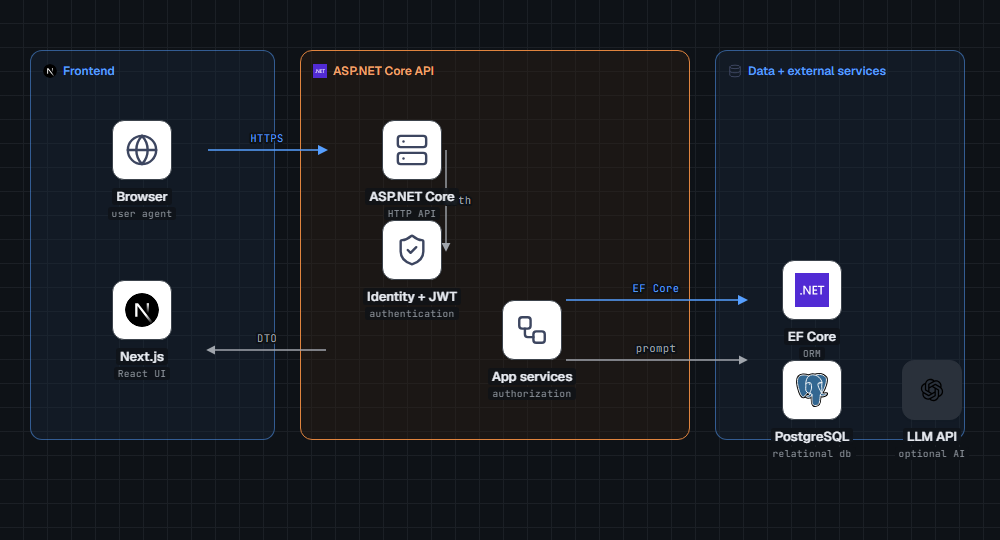 Frontend
Browser
user agent
Next.js
React UI
HTTPS
DTO
.NET
ASP.NET Core API
ASP.NET Core
th
HTTP API
Identity + JWT
authentication
App services
authorization
EF Core
prompt
Data + external services
.NET
EF Core
ORM
PostgreSQL
relational db
LLM API
optional AI